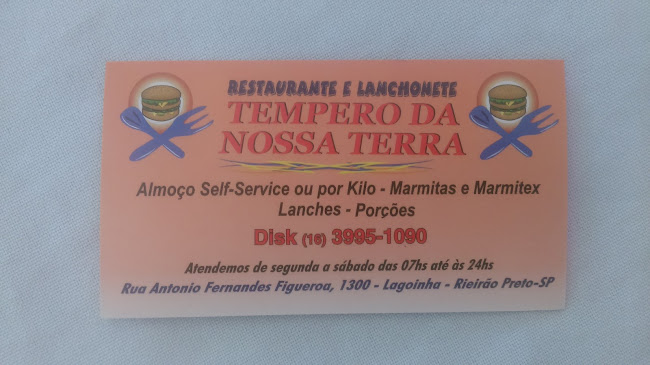 RESTAURANTE E LANCHONETE
TEMPERO DA
NOSSA TERRA
Almoço Self-Service ou por Kilo - Marmitas e Marmitex
Lanches - Porções
Disk (16) 3995-1090
Atendemos de segunda a sábado das 07hs até às 24hs
Rua Antonio Fernandes Figueroa, 1300 - Lagoinha - Rieirão Preto-SP